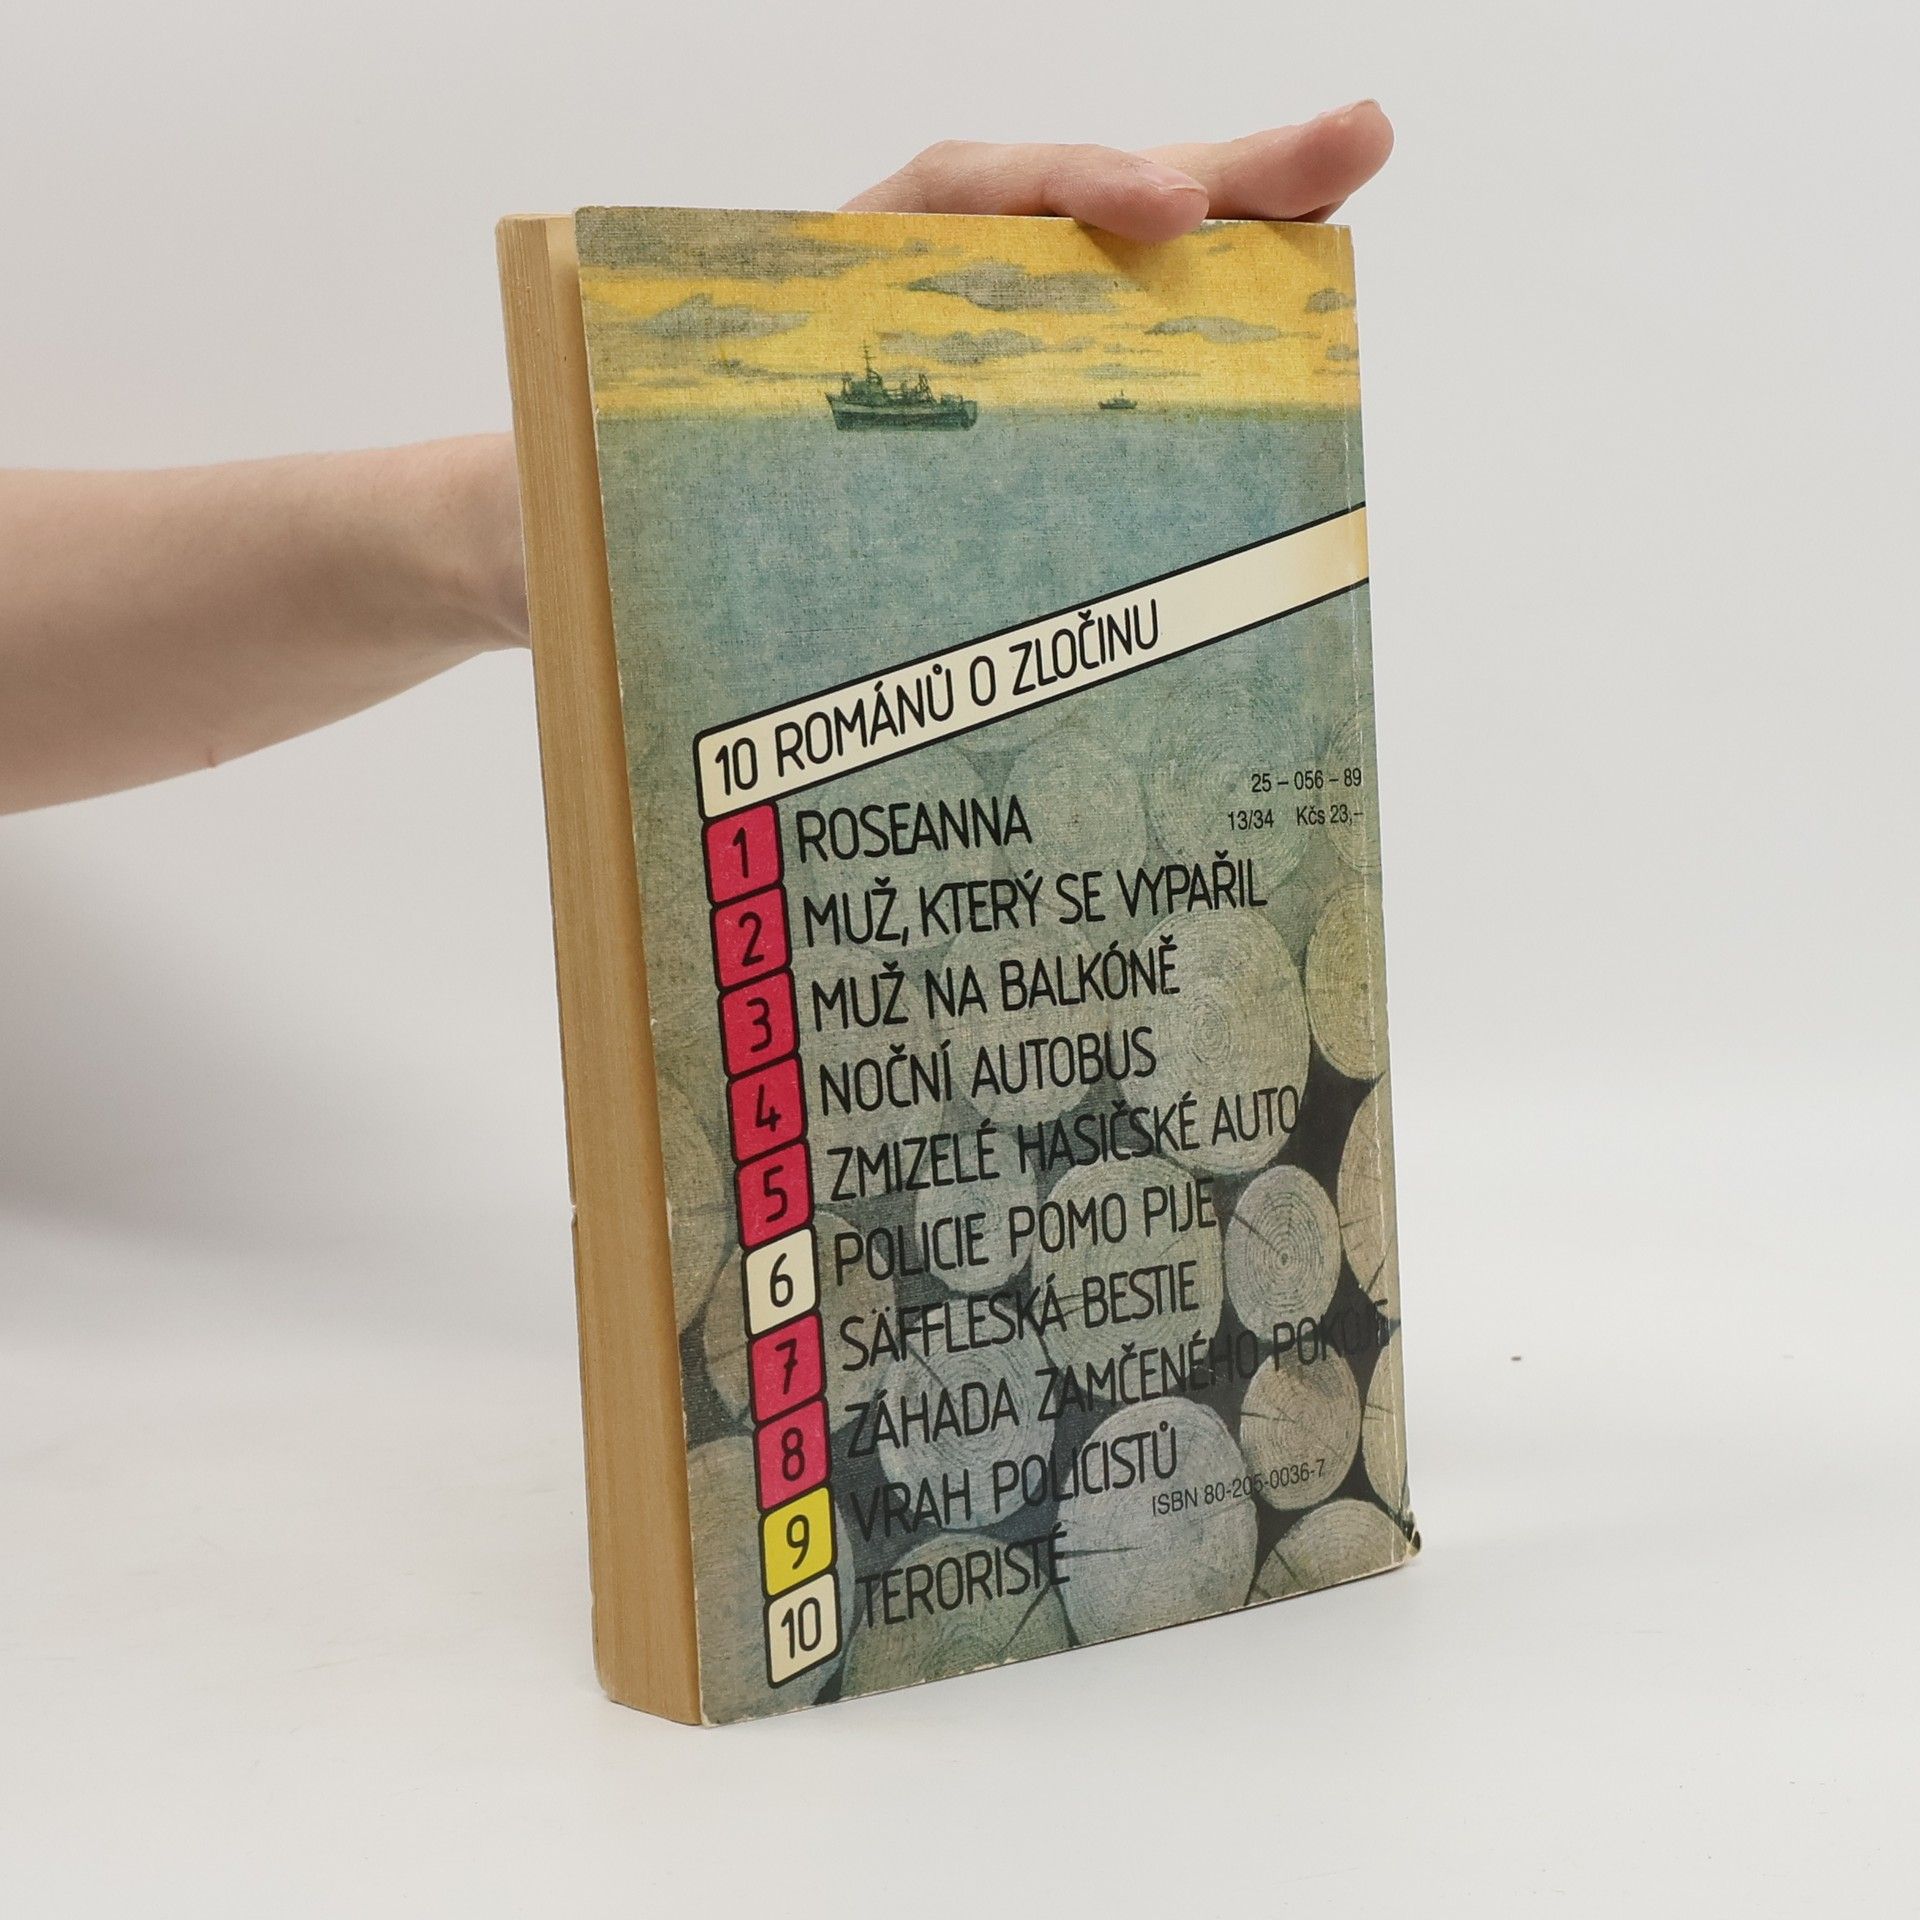 10 ROMÁNŮ O ZLOČINU
25 – 056 – 89
13/34 Kčs 23,–
1 ROSEANNA
2 MUŽ, KTERÝ SE VYPAŘIL
3 MUŽ NA BALKÓNĚ
4 NOČNÍ AUTOBUS
5 ZMIZELÉ HASIČSKÉ AUTO
6 POLICIE POMO PIJE
7 SÄFFLESKÁ BESTIE
8 ZÁHADA ZAMČENÉHO POKOJE
9 VRAH POLICISTŮ
10 TERORISTÉ
ISBN 80-205-0036-7